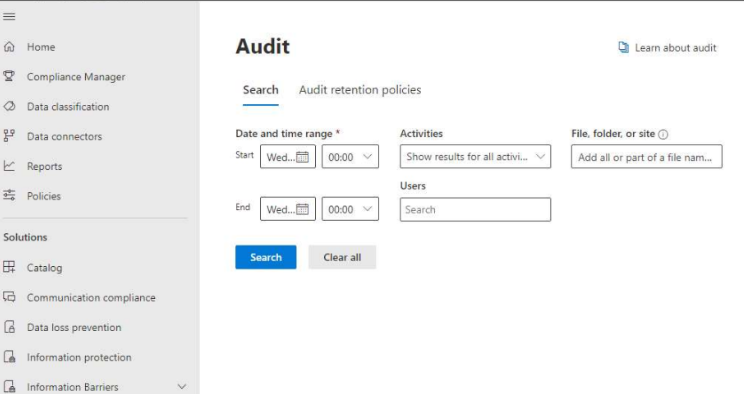 Home
Compliance Manager
Data classification
Data connectors
Reports
Policies
Solutions
Catalog
Communication compliance
Data loss prevention
Information protection
Information Barriers
Audit
Learn about audit
Search
Audit retention policies
Date and time range *
Start
Wed...
00:00
End
Wed...
00:00
Activities
Show results for all activi...
Users
Search
File, folder, or site
Add all or part of a file nam...
Search
Clear all